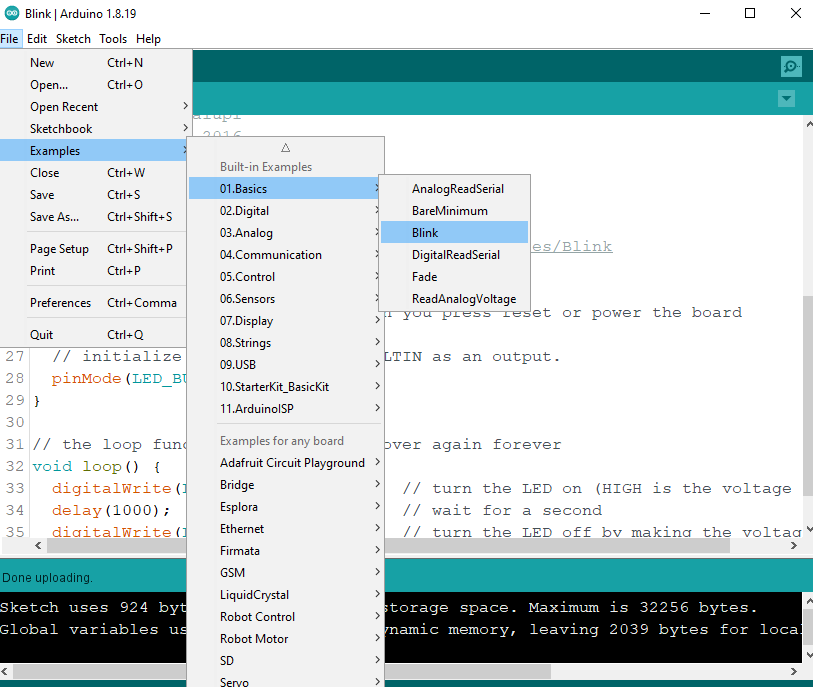 Blink | Arduino 1.8.19
File Edit Sketch Tools Help
New Ctrl+N
Open... Ctrl+O
Open Recent
Sketchbook
Examples
Close Ctrl+W
Save Ctrl+S
Save As... Ctrl+Shift+S
Page Setup Ctrl+Shift+P
Print Ctrl+P
Preferences Ctrl+Comma
Quit Ctrl+Q
2016
Built-in Examples
01.Basics
02.Digital
03.Analog
04.Communication
05.Control
06.Sensors
07.Display
08.Strings
09.USB
10.StarterKit_BasicKit
11.ArduinoISP
Examples for any board
Adafruit Circuit Playground
Bridge
Esplora
Ethernet
Firmata
GSM
LiquidCrystal
Robot Control
Robot Motor
SD
Servo
AnalogReadSerial
BareMinimum
Blink
DigitalReadSerial
Fade
ReadAnalogVoltage
es/Blink
you press reset or power the board
27 // initialize LTIN as an output.
28 pinMode(LED_BU
29 }
30
31 // the loop func over again forever
32 void loop() {
33 digitalWrite( // turn the LED on (HIGH is the voltage
34 delay(1000); // wait for a second
35 digitalWrite( // turn the LED off by making the voltag
Done uploading.
Sketch uses 924 byt storage space. Maximum is 32256 bytes.
Global variables us ynamic memory, leaving 2039 bytes for local